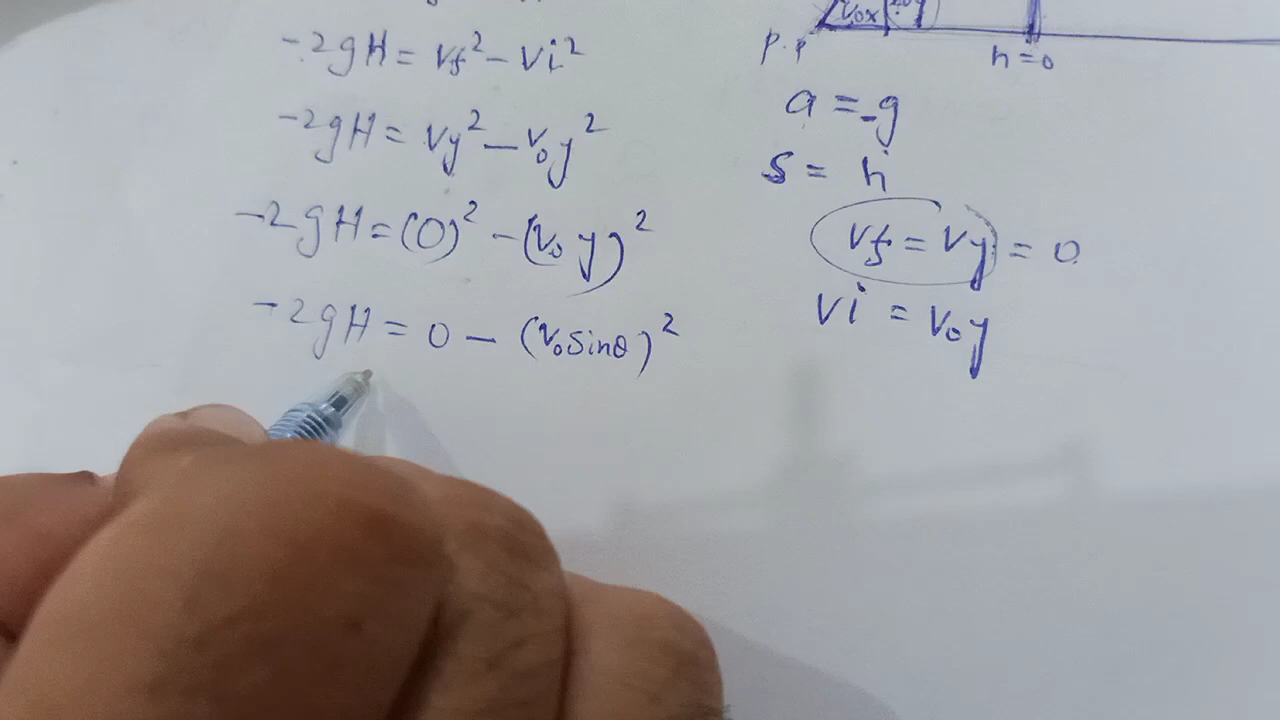 -2gH = Vf² - Vi²
-2gH = Vy² - V₀y²
-2gH = (0)² - (V₀y)²
-2gH = 0 - (V₀sinθ)²
V₀x
P.P
h=0
a = -g
S = h
Vf = Vy = 0
Vi = V₀y